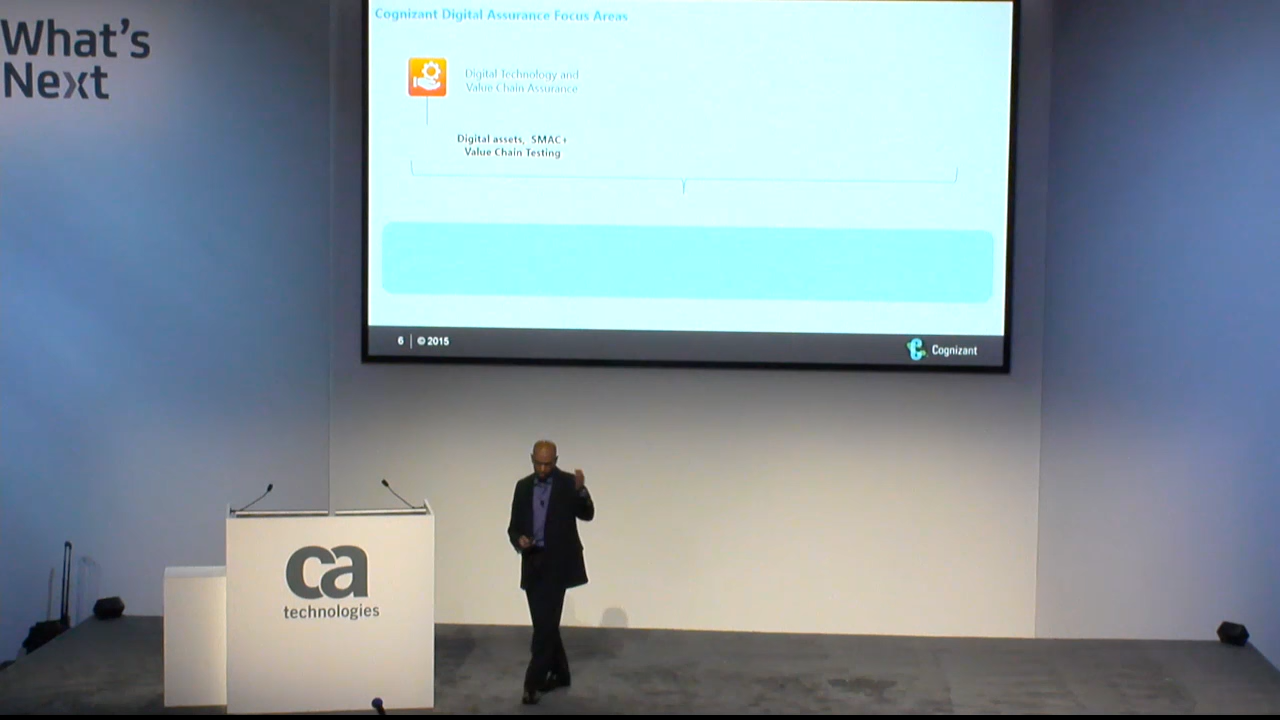 What's
Next
Cognizant Digital Assurance Focus Areas
Digital Technology and
Value Chain Assurance
Digital assets, SMAC+
Value Chain Testing
6 © 2015
Cognizant
ca
technologies